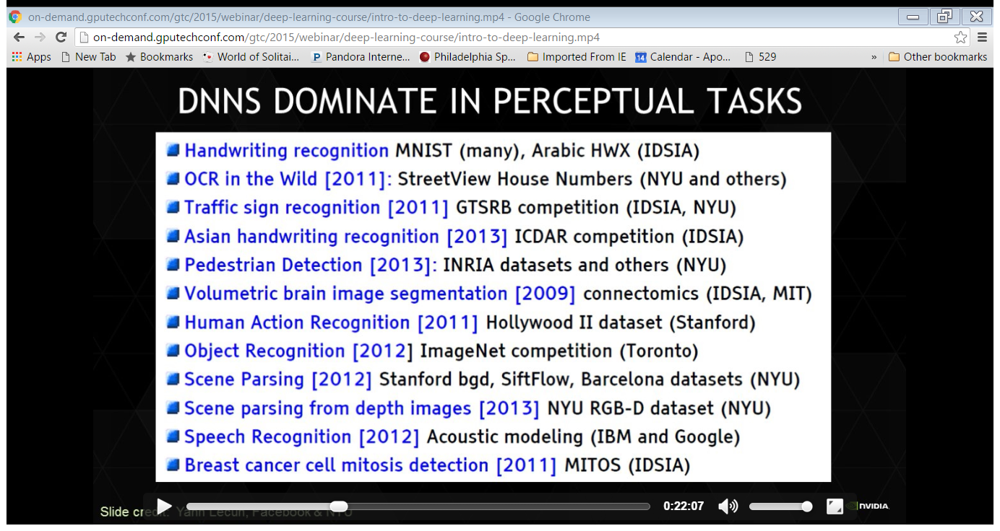 on-demand.gputechconf.com/gtc/2015/webinar/deep-learning-course/intro-to-deep-learning.mp4 - Google Chrome
on-demand.gputechconf.com/gtc/2015/webinar/deep-learning-course/intro-to-deep-learning.mp4
Apps New Tab Bookmarks World of Solitai... P Pandora Interne... Philadelphia Sp... Imported From IE 14 Calendar - Apo... 529 » Other bookmarks
DNNS DOMINATE IN PERCEPTUAL TASKS
Handwriting recognition MNIST (many), Arabic HWX (IDSIA)
OCR in the Wild [2011]: StreetView House Numbers (NYU and others)
Traffic sign recognition [2011] GTSRB competition (IDSIA, NYU)
Asian handwriting recognition [2013] ICDAR competition (IDSIA)
Pedestrian Detection [2013]: INRIA datasets and others (NYU)
Volumetric brain image segmentation [2009] connectomics (IDSIA, MIT)
Human Action Recognition [2011] Hollywood II dataset (Stanford)
Object Recognition [2012] ImageNet competition (Toronto)
Scene Parsing [2012] Stanford bgd, SiftFlow, Barcelona datasets (NYU)
Scene parsing from depth images [2013] NYU RGB-D dataset (NYU)
Speech Recognition [2012] Acoustic modeling (IBM and Google)
Breast cancer cell mitosis detection [2011] MITOS (IDSIA)
Slide credit: Yann Lecun, Facebook & NYU 0:22:07 NVIDIA